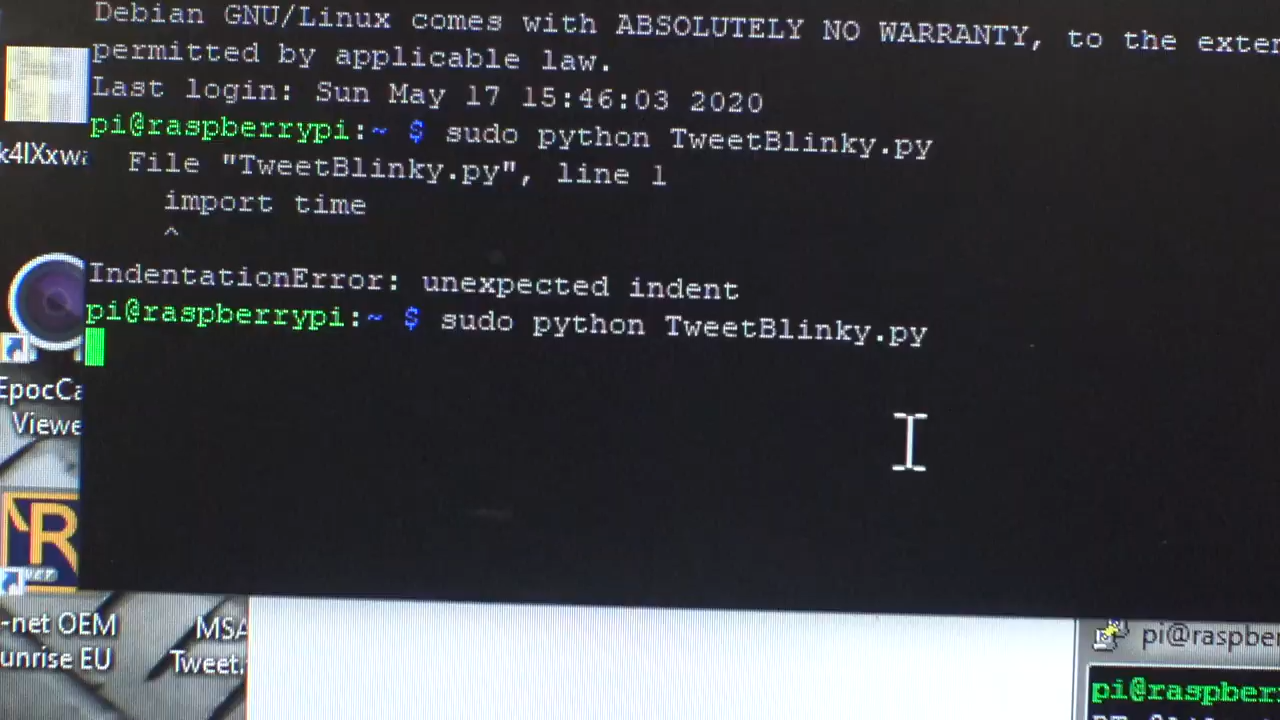 Debian GNU/Linux comes with ABSOLUTELY NO WARRANTY, to the
permitted by applicable law.
Last login: Sun May 17 15:46:03 2020
pi@raspberrypi:~ $ sudo python TweetBlinky.py
File "TweetBlinky.py", line 1
import time
^
IndentationError: unexpected indent
pi@raspberrypi:~ $ sudo python TweetBlinky.py
EpocCa
Viewe
R
-net OEM
unrise EU
MSA
Tweet.
pi@raspber
pi@raspber